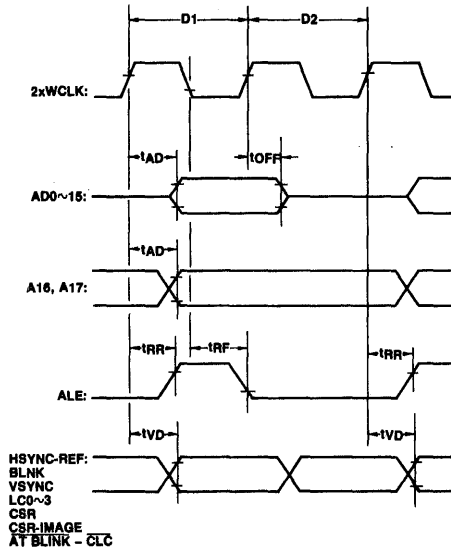 D1 D2
2xWCLK:
tAD tOFF
AD0~15:
tAD
A16, A17:
tRR tRF tRR
ALE:
tVD tVD
HSYNC-REF:
BLNK
VSYNC
LC0~3
CSR
CSR-IMAGE
AT BLINK – CLC